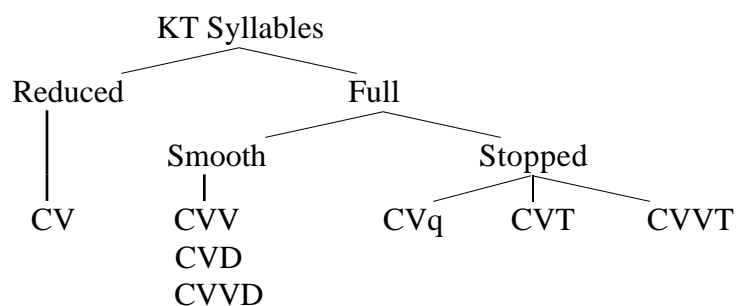 KT Syllables
Reduced Full
Smooth Stopped
CV CVV CVq CVT CVVT
CVD
CVVD